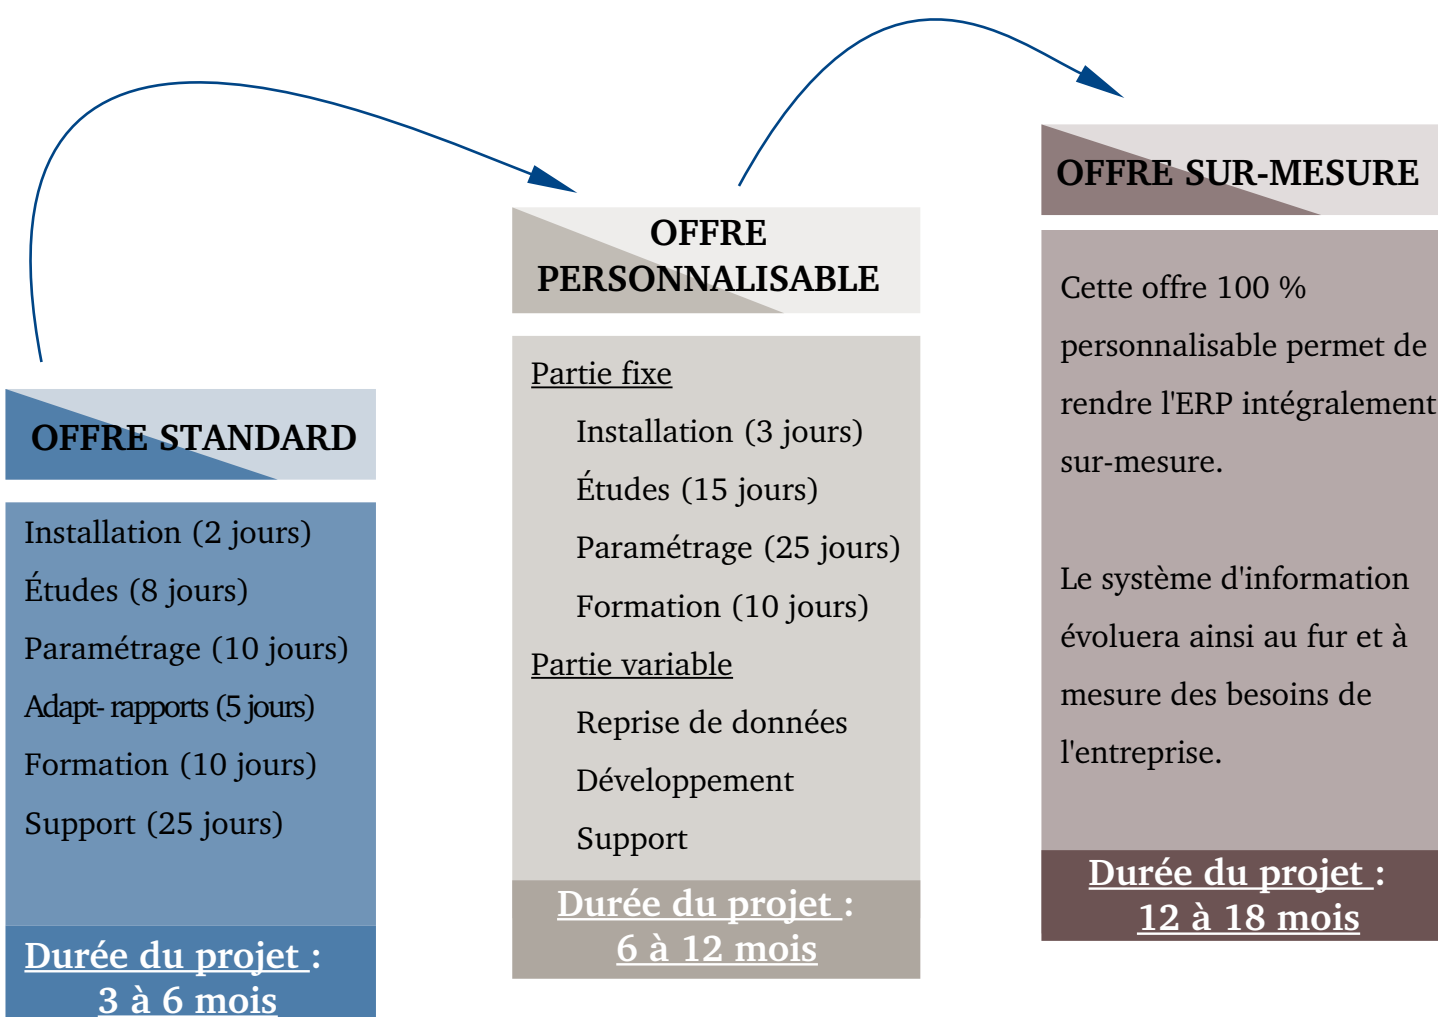 OFFRE STANDARD
Installation (2 jours)
Études (8 jours)
Paramétrage (10 jours)
Adapt- rapports (5 jours)
Formation (10 jours)
Support (25 jours)
Durée du projet :
3 à 6 mois
OFFRE
PERSONNALISABLE
Partie fixe
Installation (3 jours)
Études (15 jours)
Paramétrage (25 jours)
Formation (10 jours)
Partie variable
Reprise de données
Développement
Support
Durée du projet :
6 à 12 mois
OFFRE SUR-MESURE
Cette offre 100 %
personnalisable permet de
rendre l'ERP intégralement
sur-mesure.
Le système d'information
évoluera ainsi au fur et à
mesure des besoins de
l'entreprise.
Durée du projet :
12 à 18 mois